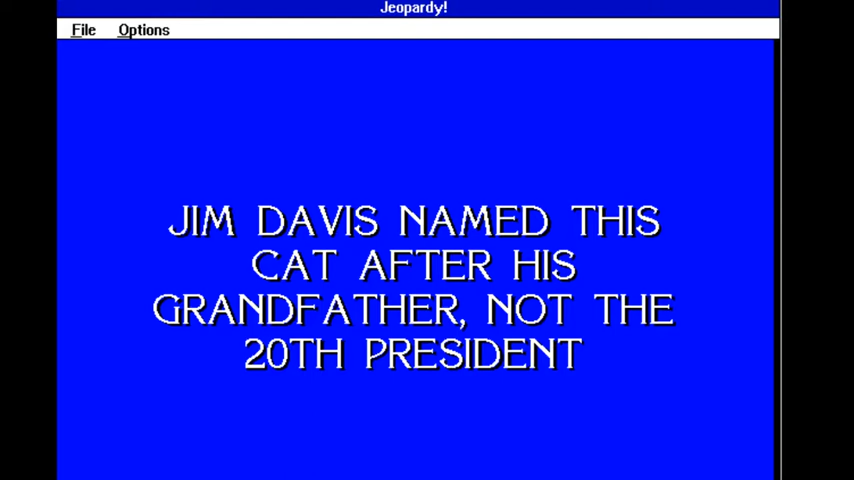 Jeopardy!
File Options
JIM DAVIS NAMED THIS
CAT AFTER HIS
GRANDFATHER, NOT THE
20TH PRESIDENT